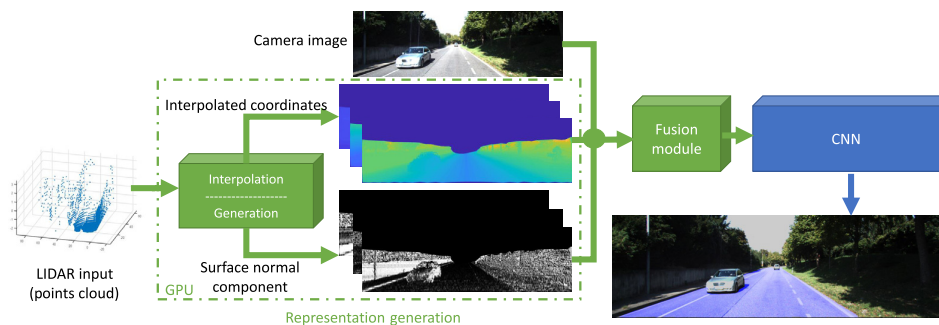 Camera image
Interpolated coordinates
Interpolation
Generation
Surface normal
component
GPU
LIDAR input
(points cloud)
Representation generation
Fusion
module
CNN